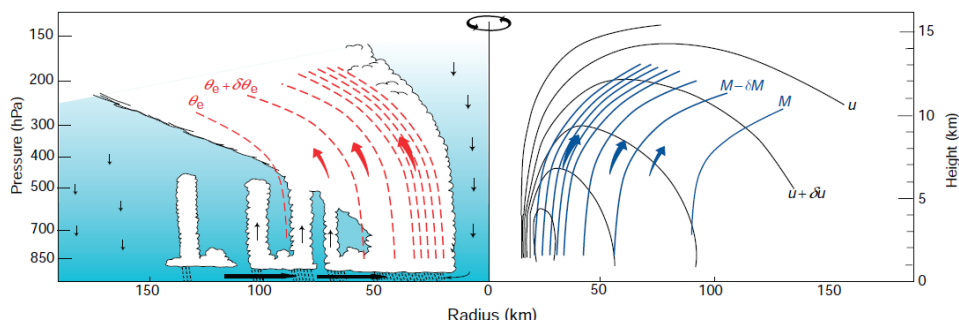 Pressure (hPa)
150
200
300
400
500
700
850
θe
θe + δθe
M – δM
M
u
u + δu
15
10
5
0
Height (km)
150
100
50
0
50
100
150
Radius (km)